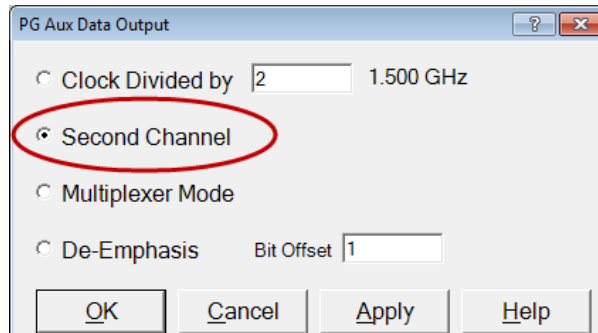 PG Aux Data Output
Clock Divided by 2 1.500 GHz
Second Channel
Multiplexer Mode
De-Emphasis Bit Offset 1
OK Cancel Apply Help